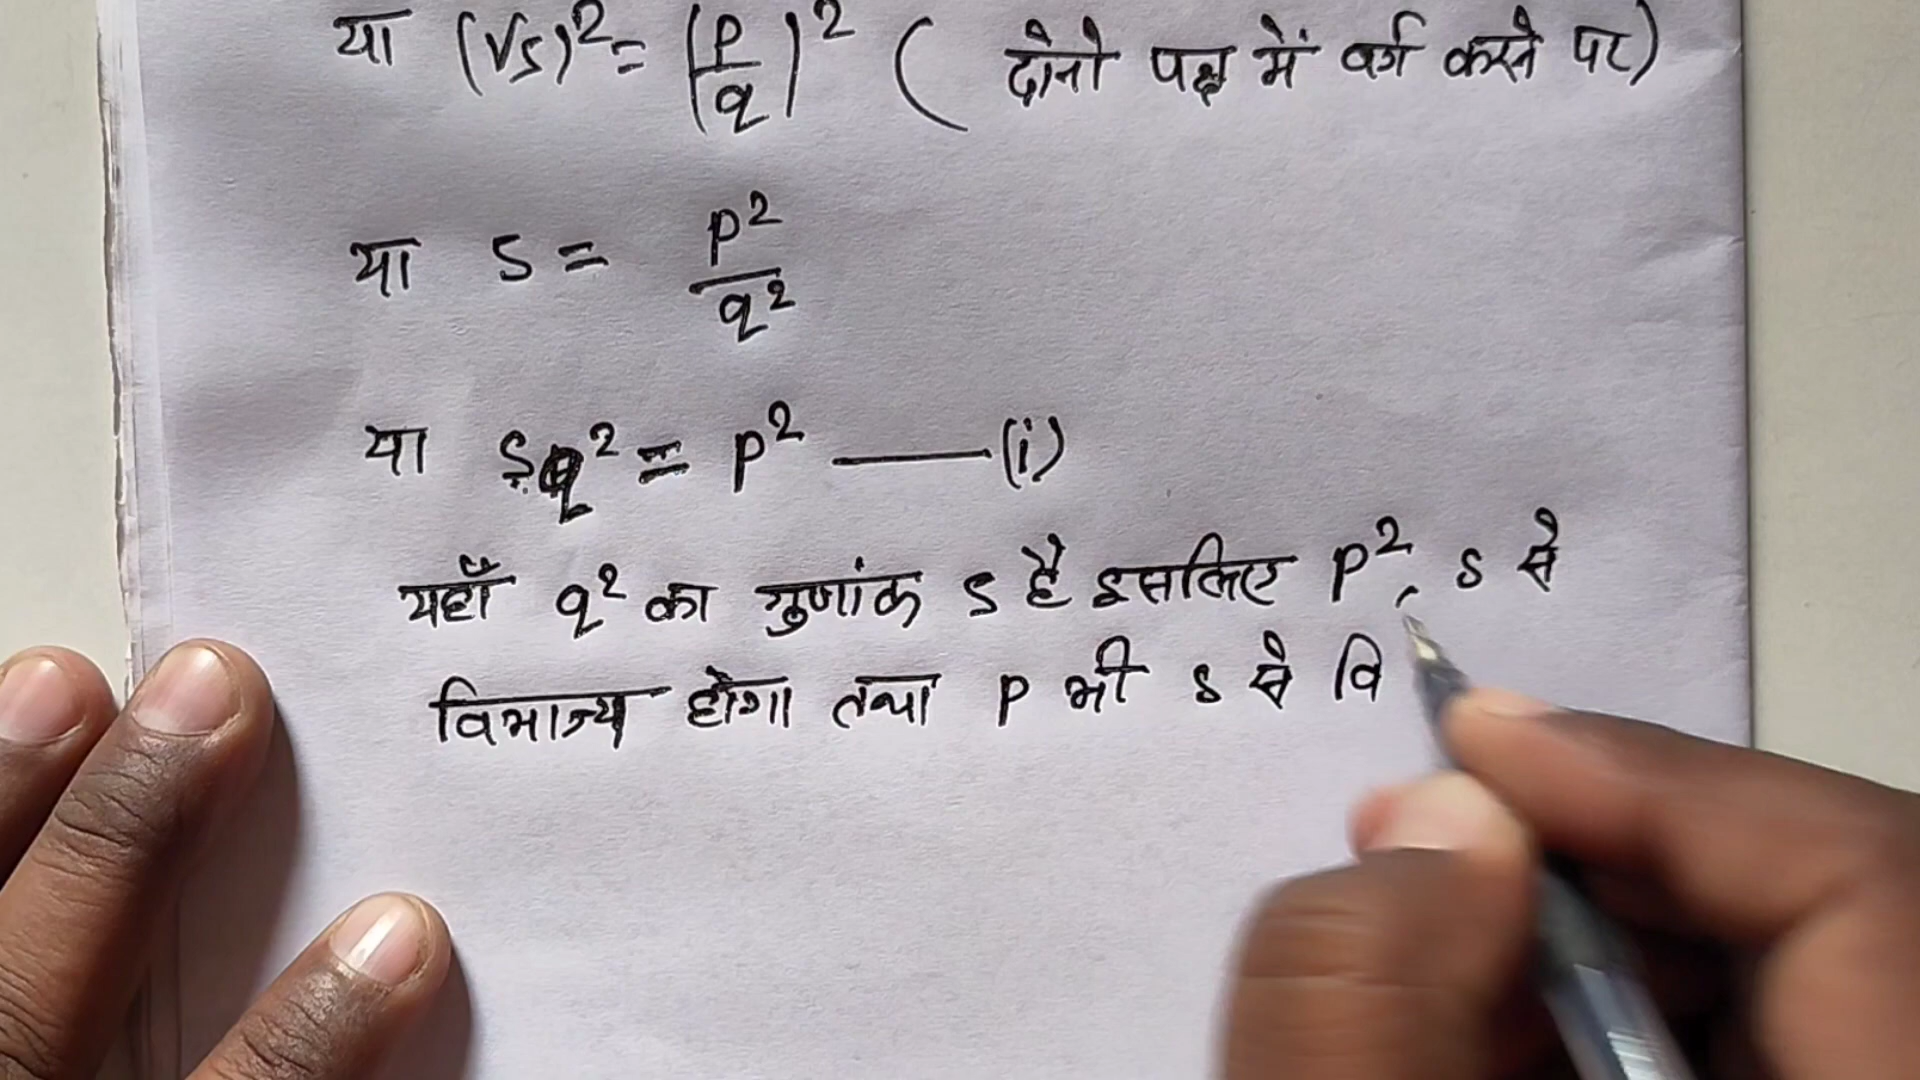 या (√5)² = (p/q)² ( दोनो पक्ष में वर्ग करने पर)
या 5 = p²/q²
या 5q² = p² —— (i)
यहाँ q² का गुणांक 5 है इसलिए p², 5 से
विभाज्य होगा तथा p भी 5 से वि